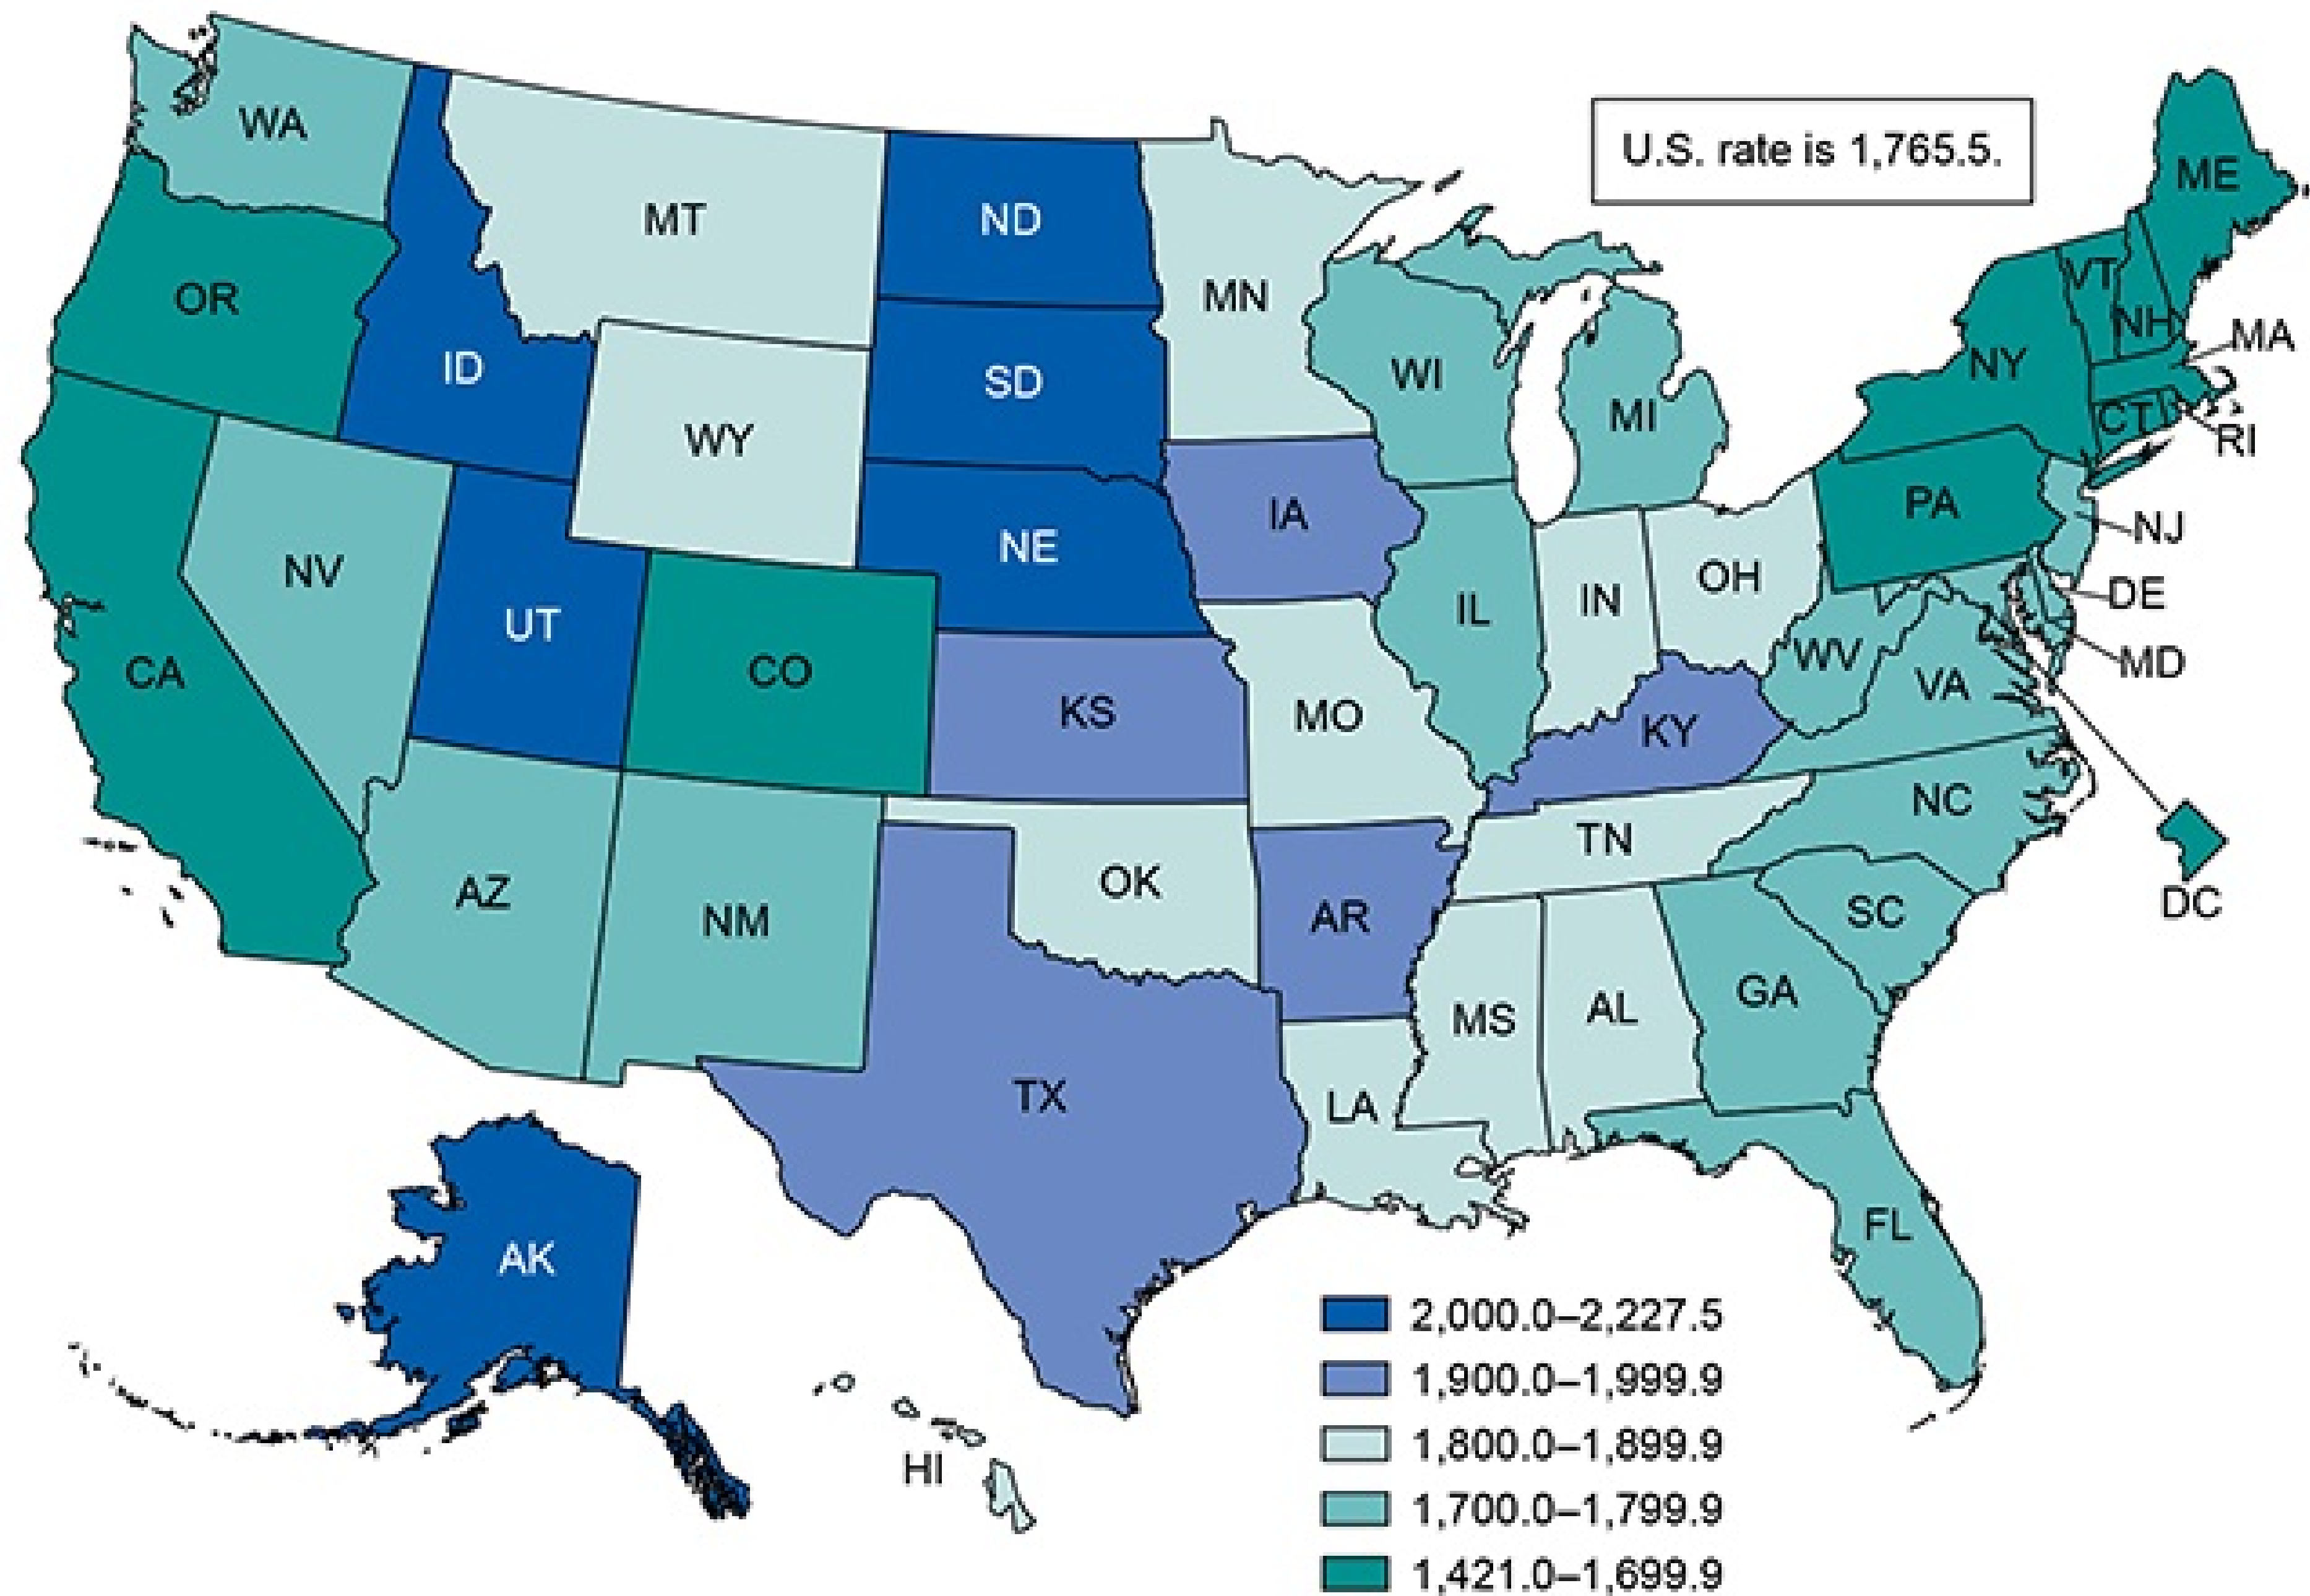 U.S. rate is 1,765.5.
WA
MT
ND
MN
OR
ID
SD
WI
MI
NY
VT
NH
ME
MA
CT
RI
WY
NE
IA
PA
NJ
NV
UT
CO
IL
IN
OH
DE
CA
KS
MO
KY
WV
VA
MD
AZ
NM
OK
AR
TN
NC
SC
DC
TX
LA
MS
AL
GA
FL
AK
HI
2,000.0–2,227.5
1,900.0–1,999.9
1,800.0–1,899.9
1,700.0–1,799.9
1,421.0–1,699.9